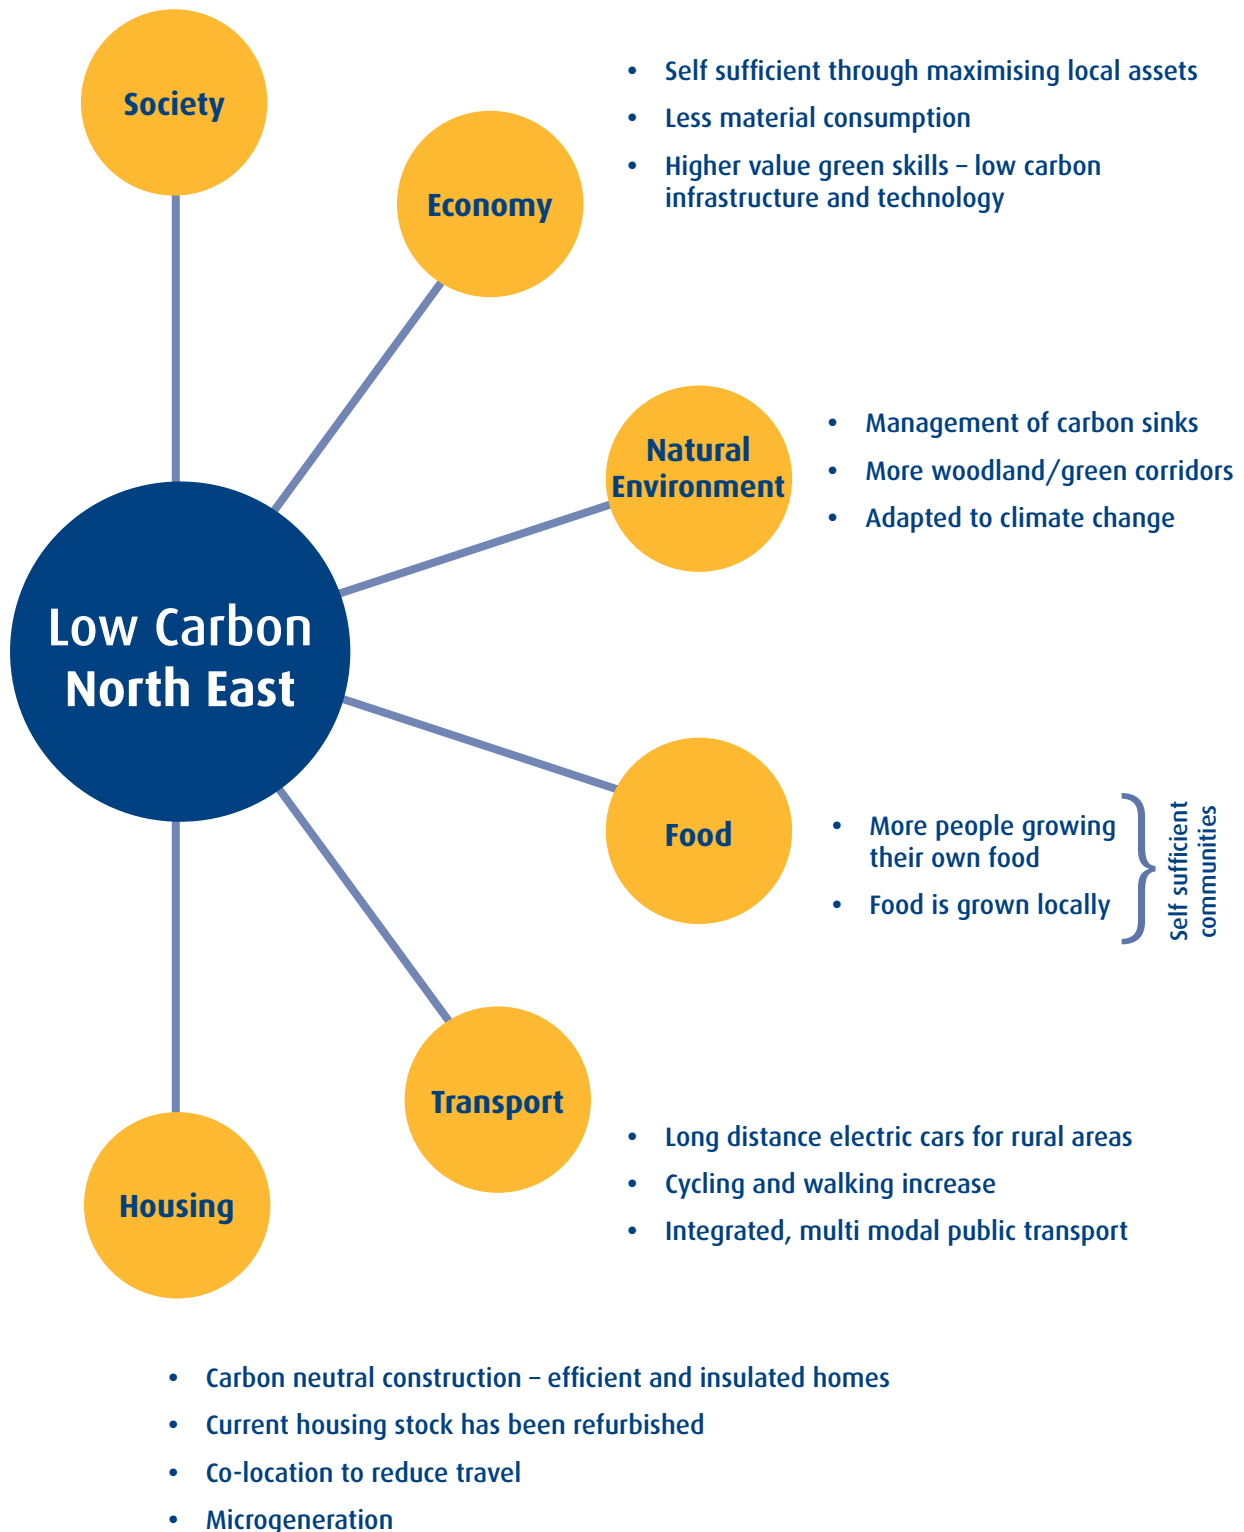 Society
Economy
• Self sufficient through maximising local assets
• Less material consumption
• Higher value green skills – low carbon
infrastructure and technology
Natural
Environment
• Management of carbon sinks
• More woodland/green corridors
• Adapted to climate change
Low Carbon
North East
Food
• More people growing
their own food
• Food is grown locally
Self sufficient
communities
Transport
• Long distance electric cars for rural areas
• Cycling and walking increase
• Integrated, multi modal public transport
Housing
• Carbon neutral construction – efficient and insulated homes
• Current housing stock has been refurbished
• Co-location to reduce travel
• Microgeneration